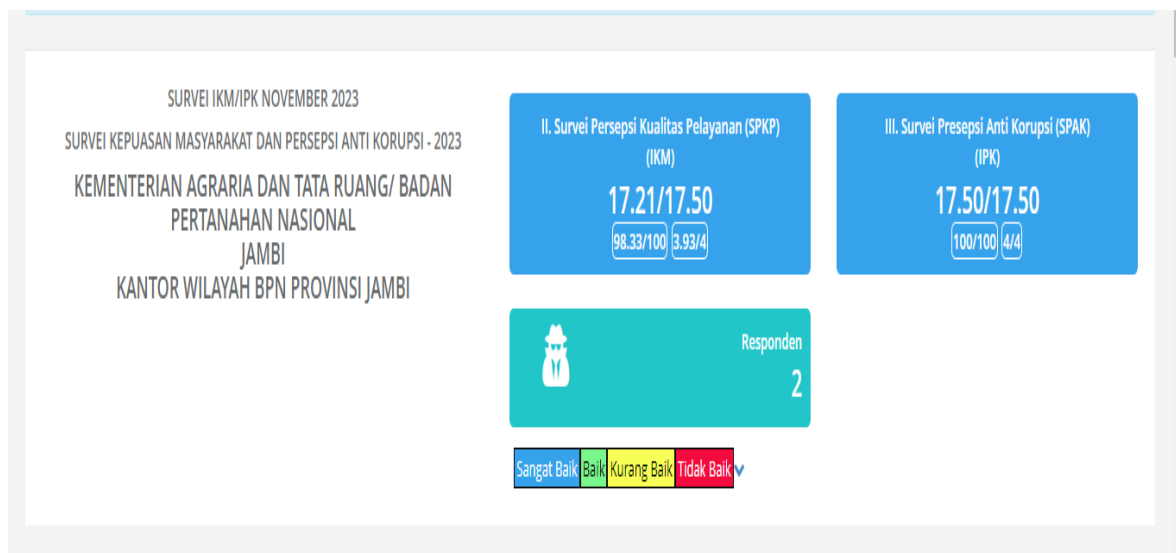 SURVEI IKM/IPK NOVEMBER 2023
SURVEI KEPUASAN MASYARAKAT DAN PERSEPSI ANTI KORUPSI - 2023
KEMENTERIAN AGRARIA DAN TATA RUANG/ BADAN
PERTANAHAN NASIONAL
JAMBI
KANTOR WILAYAH BPN PROVINSI JAMBI
II. Survei Persepsi Kualitas Pelayanan (SPKP)
(IKM)
17.21/17.50
98.33/100 3.93/4
III. Survei Presepsi Anti Korupsi (SPAK)
(IPK)
17.50/17.50
100/100 4/4
Responden
2
Sangat Baik Baik Kurang Baik Tidak Baik